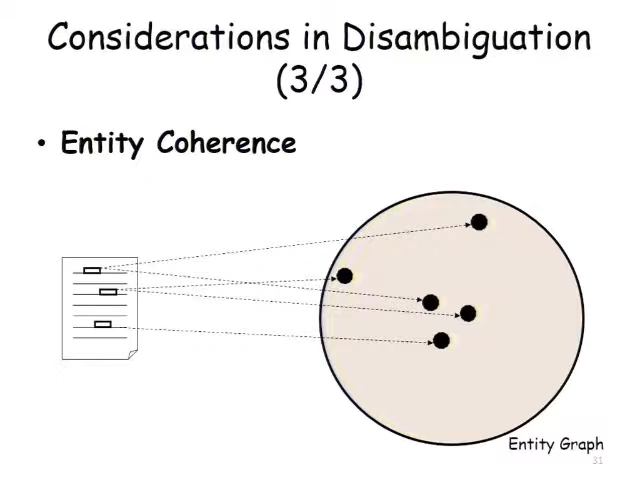 Considerations in Disambiguation
(3/3)
• Entity Coherence
Entity Graph
31